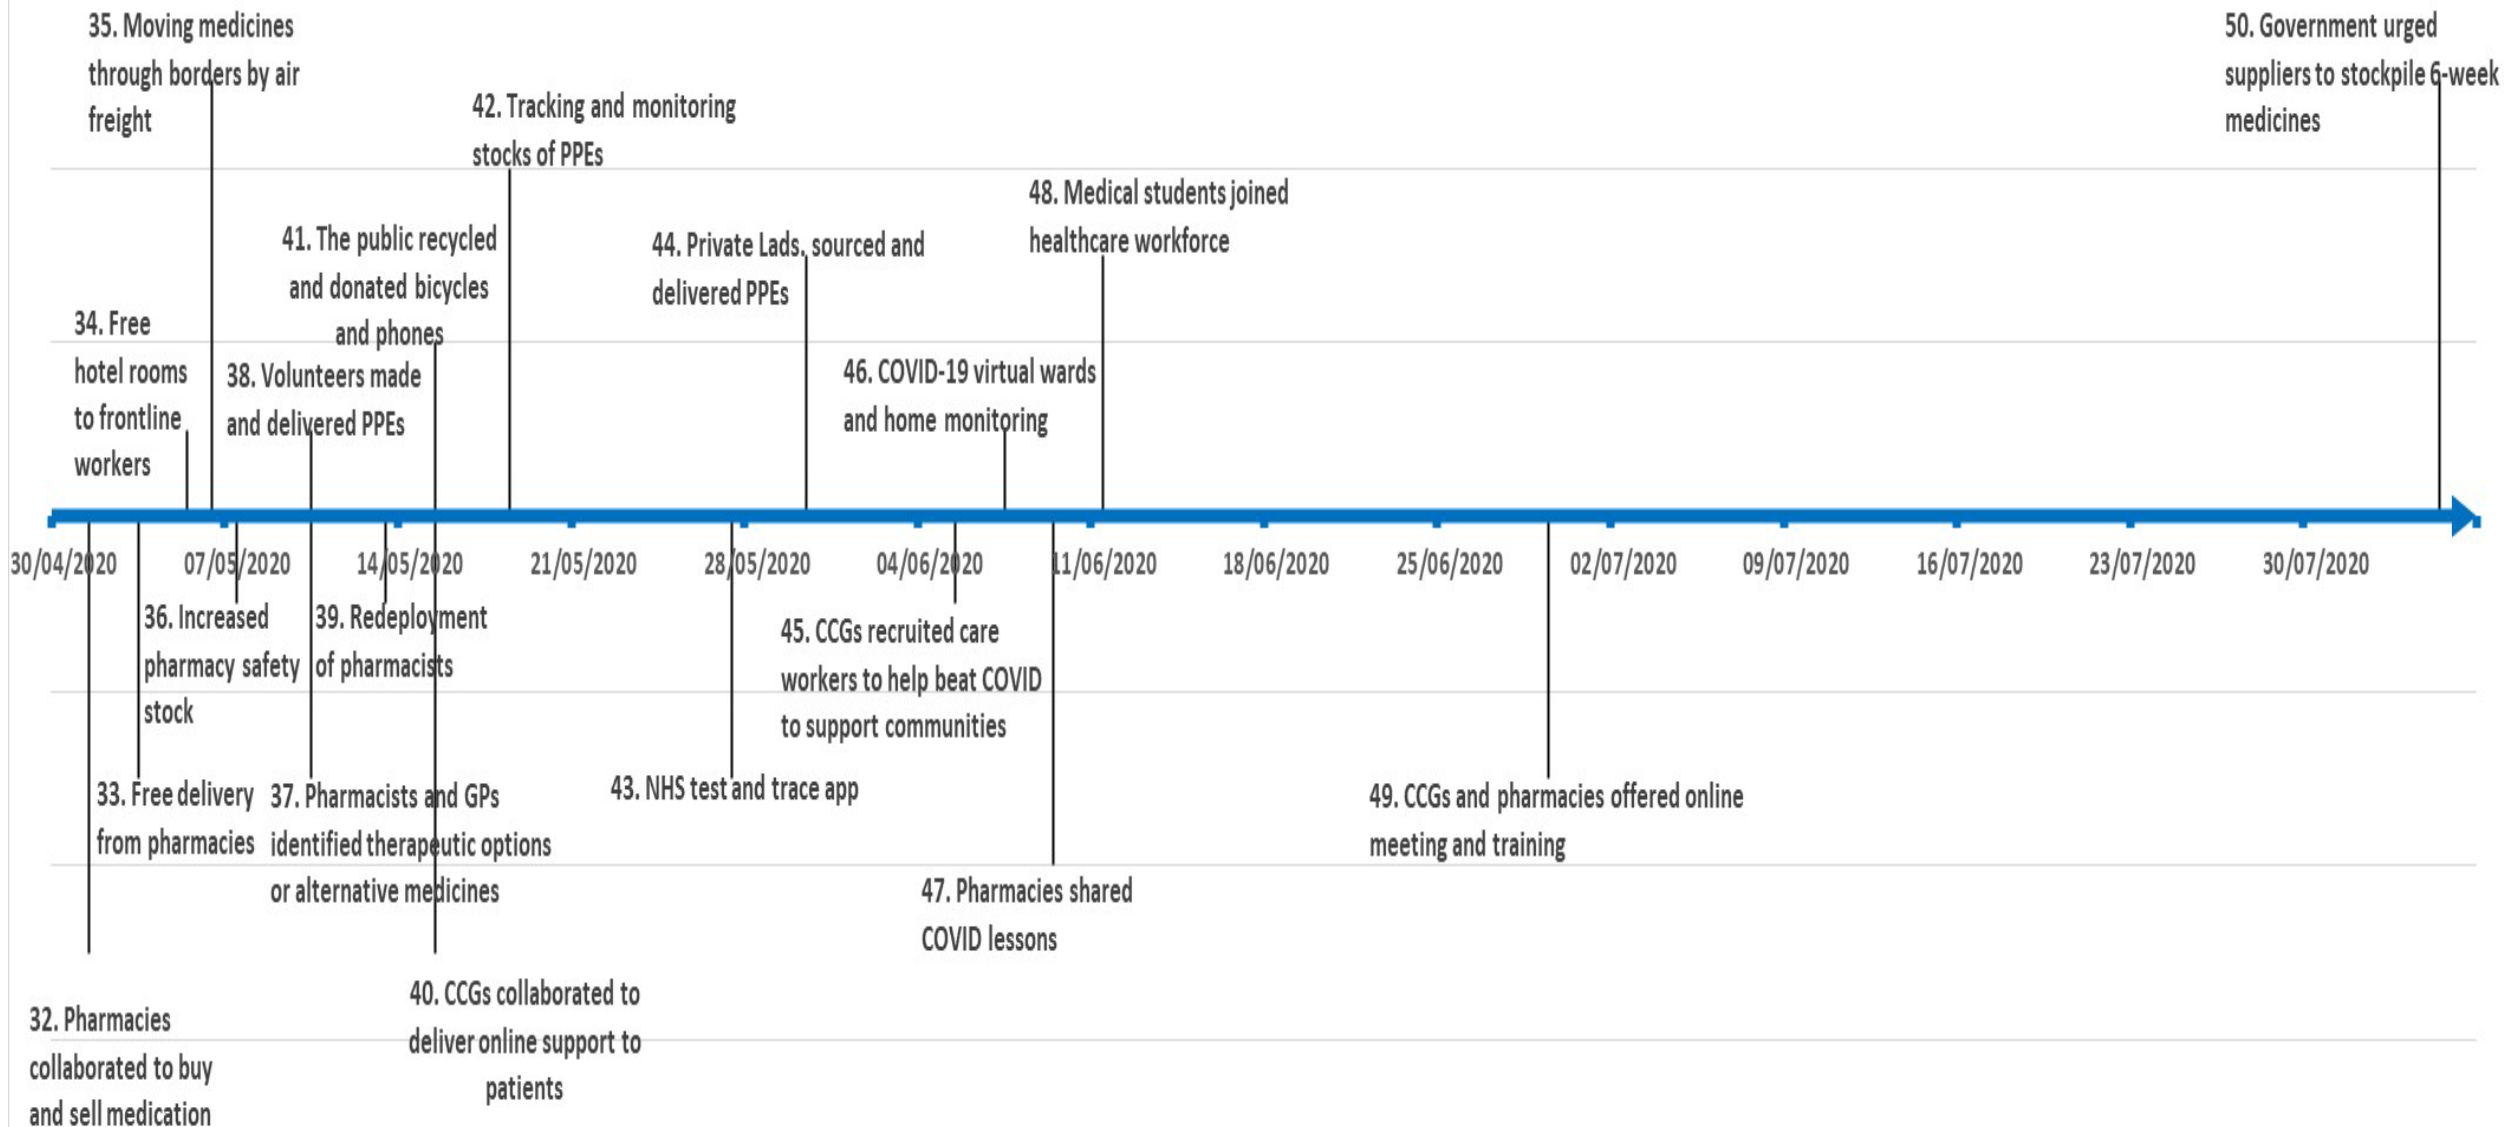 35. Moving medicines
through borders by air
freight
50. Government urged
suppliers to stockpile 6-week
medicines
42. Tracking and monitoring
stocks of PPEs
48. Medical students joined
healthcare workforce
41. The public recycled
and donated bicycles
and phones
44. Private Lads. sourced and
delivered PPEs
34. Free
hotel rooms
to frontline
workers
38. Volunteers made
and delivered PPEs
46. COVID-19 virtual wards
and home monitoring
30/04/2020 07/05/2020 14/05/2020 21/05/2020 28/05/2020 04/06/2020 11/06/2020 18/06/2020 25/06/2020 02/07/2020 09/07/2020 16/07/2020 23/07/2020 30/07/2020
36. Increased
pharmacy safety
stock
39. Redeployment
of pharmacists
45. CCGs recruited care
workers to help beat COVID
to support communities
33. Free delivery
from pharmacies
37. Pharmacists and GPs
identified therapeutic options
or alternative medicines
43. NHS test and trace app
49. CCGs and pharmacies offered online
meeting and training
47. Pharmacies shared
COVID lessons
40. CCGs collaborated to
deliver online support to
patients
32. Pharmacies
collaborated to buy
and sell medication